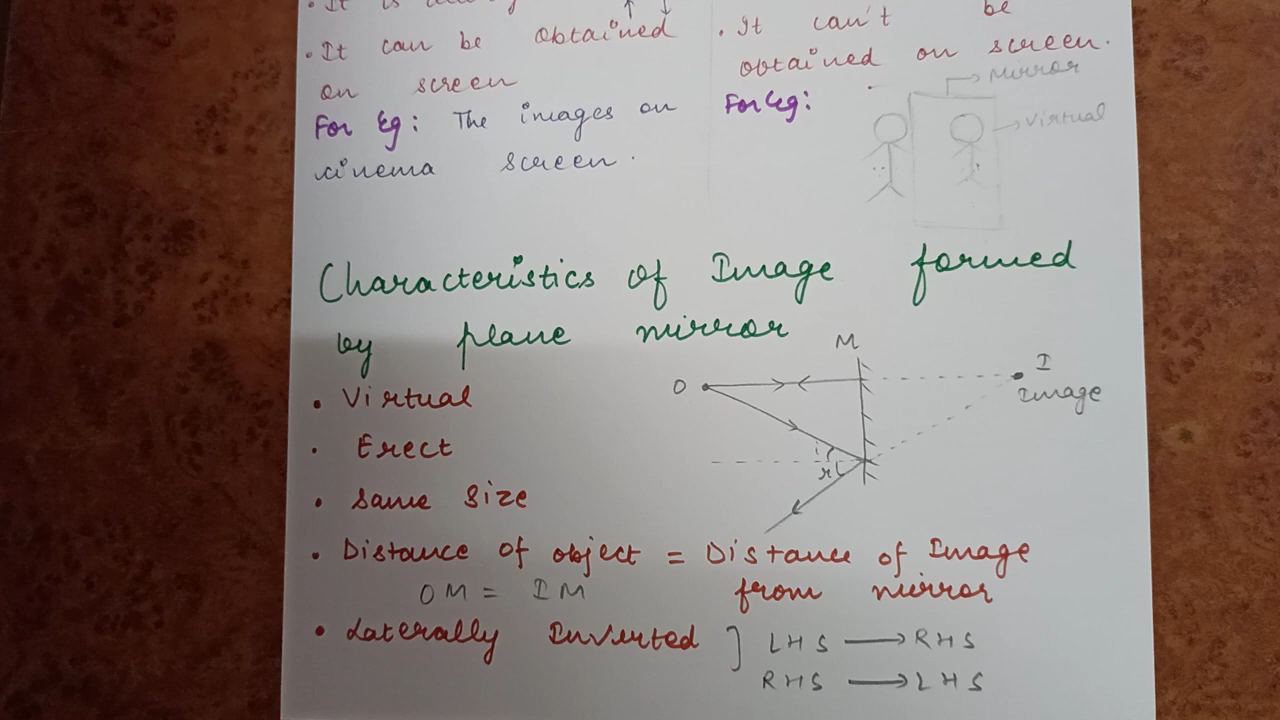 · It is
· It can be obtained
on screen
For Eg: The images on
cinema screen.
· It can't be
obtained on screen.
For Eg:
Mirror
Virtual
Characteristics of Image formed
by plane mirror
· Virtual
· Erect
· Same Size
M
O
I
Image
i
r
· Distance of object = Distance of Image
from mirror
OM = IM
· Laterally Inverted ] LHS → RHS
RHS → LHS